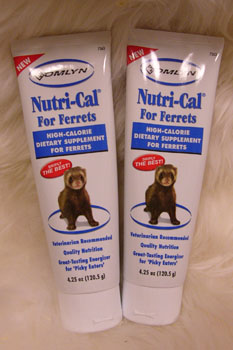 NEW
TOMLYN
Nutri-Cal®
For Ferrets
HIGH-CALORIE
DIETARY SUPPLEMENT
FOR FERRETS
SIMPLY
THE BEST!
Veterinarian Recommended
Quality Nutrition
Great-Tasting Energizer
for "Picky Eaters"
4.25 oz (120.5 g)
NEW
TOMLYN
Nutri-Cal®
For Ferrets
HIGH-CALORIE
DIETARY SUPPLEMENT
FOR FERRETS
SIMPLY
THE BEST!
Veterinarian Recommended
Quality Nutrition
Great-Tasting Energizer
for "Picky Eaters"
4.25 oz (120.5 g)